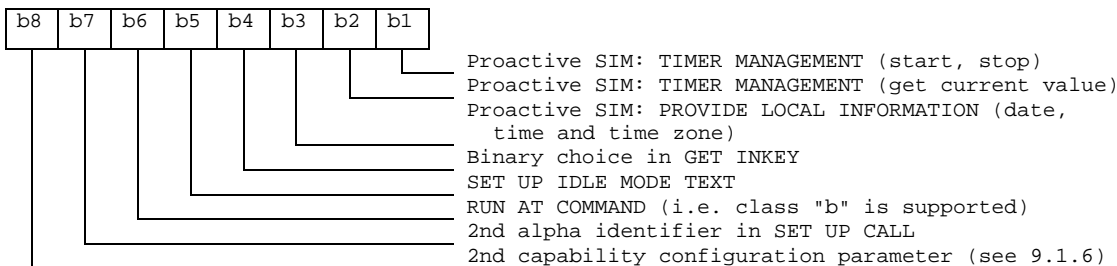 b8 b7 b6 b5 b4 b3 b2 b1
Proactive SIM: TIMER MANAGEMENT (start, stop)
Proactive SIM: TIMER MANAGEMENT (get current value)
Proactive SIM: PROVIDE LOCAL INFORMATION (date,
time and time zone)
Binary choice in GET INKEY
SET UP IDLE MODE TEXT
RUN AT COMMAND (i.e. class "b" is supported)
2nd alpha identifier in SET UP CALL
2nd capability configuration parameter (see 9.1.6)